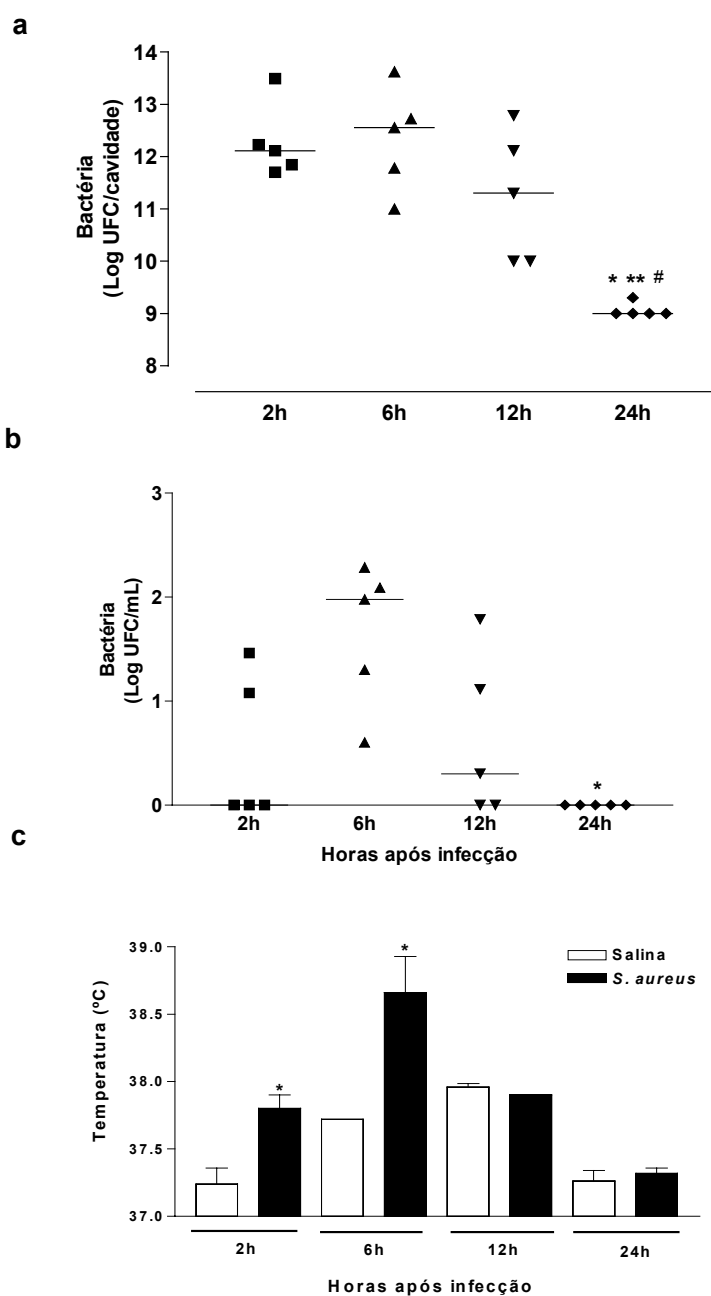 a
Bactéria
(Log UFC/cavidade)
14
13
12
11
10
9
8
* ** #
2h 6h 12h 24h
b
Bactéria
(Log UFC/mL)
3
2
1
0
*
2h 6h 12h 24h
Horas após infecção
c
Temperatura (ºC)
39.0
38.5
38.0
37.5
37.0
*
*
Salina
S. aureus
2h 6h 12h 24h
Horas após infecção